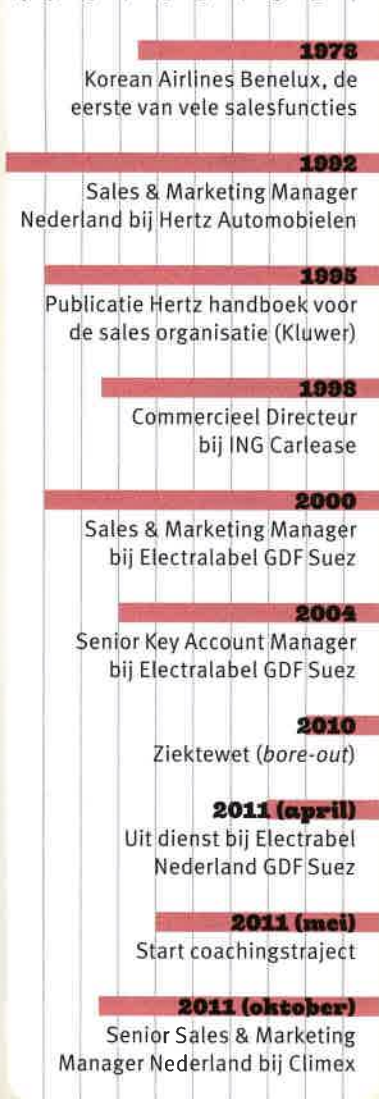 1978
Korean Airlines Benelux, de
eerste van vele salesfuncties
1992
Sales & Marketing Manager
Nederland bij Hertz Automobielen
1995
Publicatie Hertz handboek voor
de sales organisatie (Kluwer)
1998
Commercieel Directeur
bij ING Carlease
2000
Sales & Marketing Manager
bij Electralabel GDF Suez
2004
Senior Key Account Manager
bij Electralabel GDF Suez
2010
Ziektewet (bore-out)
2011 (april)
Uit dienst bij Electrabel
Nederland GDF Suez
2011 (mei)
Start coachingstraject
2011 (oktober)
Senior Sales & Marketing
Manager Nederland bij Climex